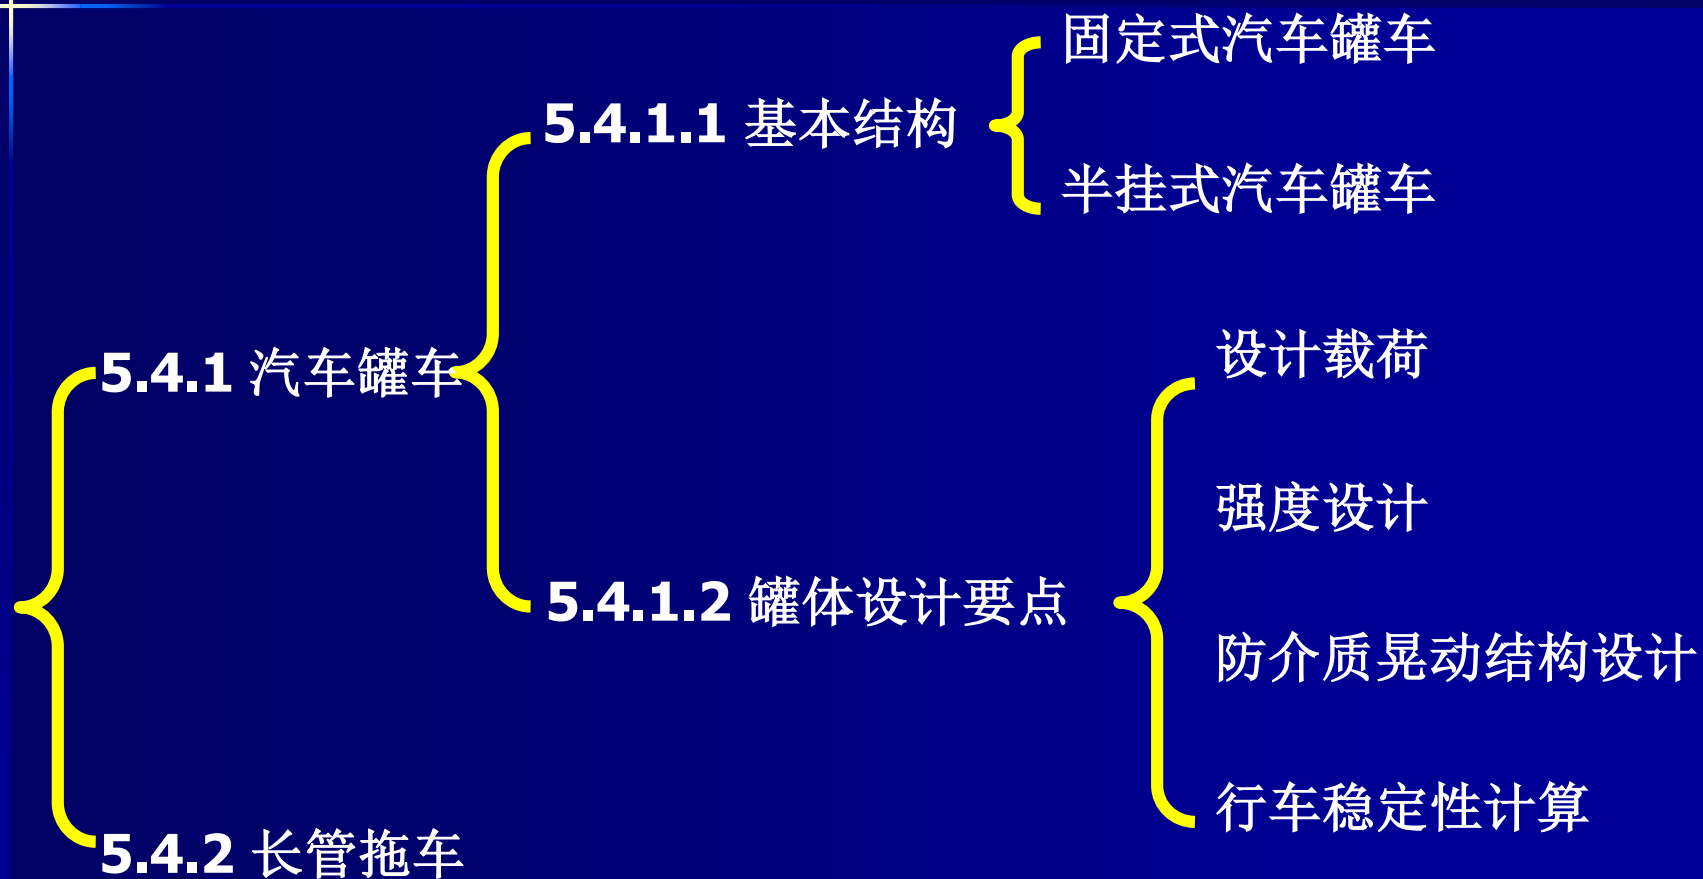 固定式汽车罐车
5.4.1.1 基本结构
半挂式汽车罐车
设计载荷
5.4.1 汽车罐车
强度设计
5.4.1.2 罐体设计要点
防介质晃动结构设计
行车稳定性计算
5.4.2 长管拖车